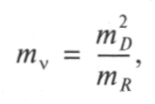 m_ν = m_D^2 / m_R,